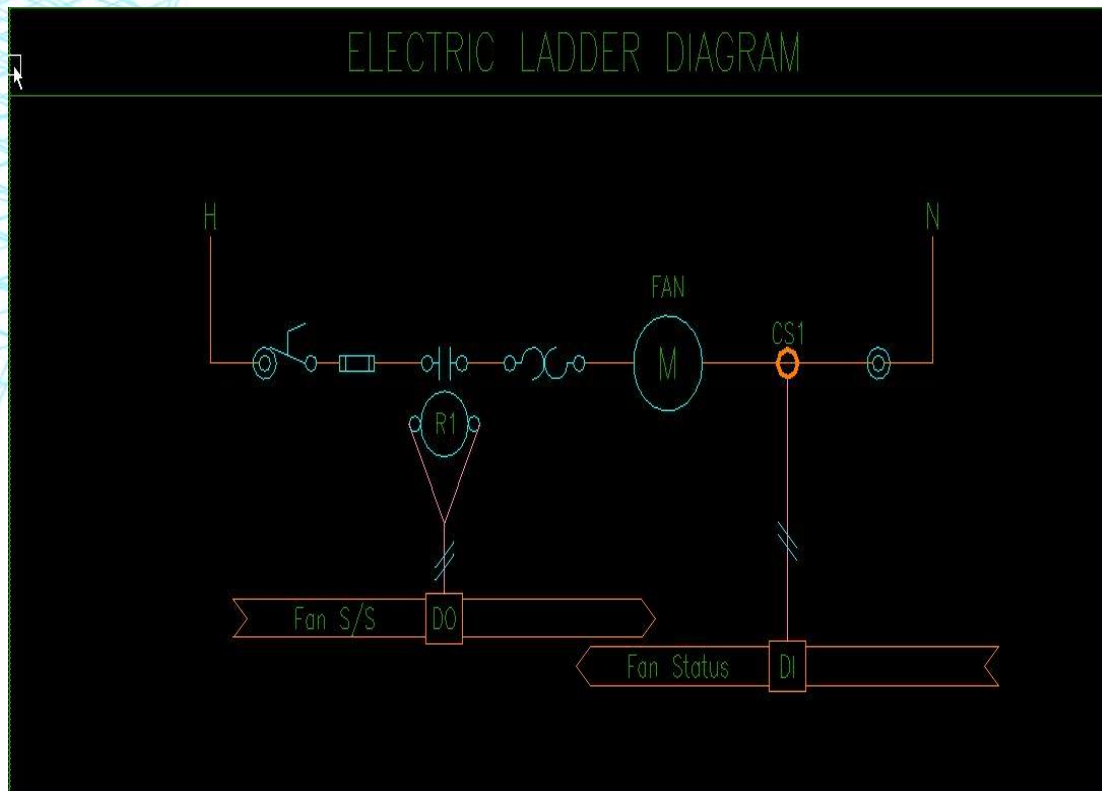 ELECTRIC LADDER DIAGRAM
H
N
FAN
CS1
M
R1
Fan S/S
DO
Fan Status
DI